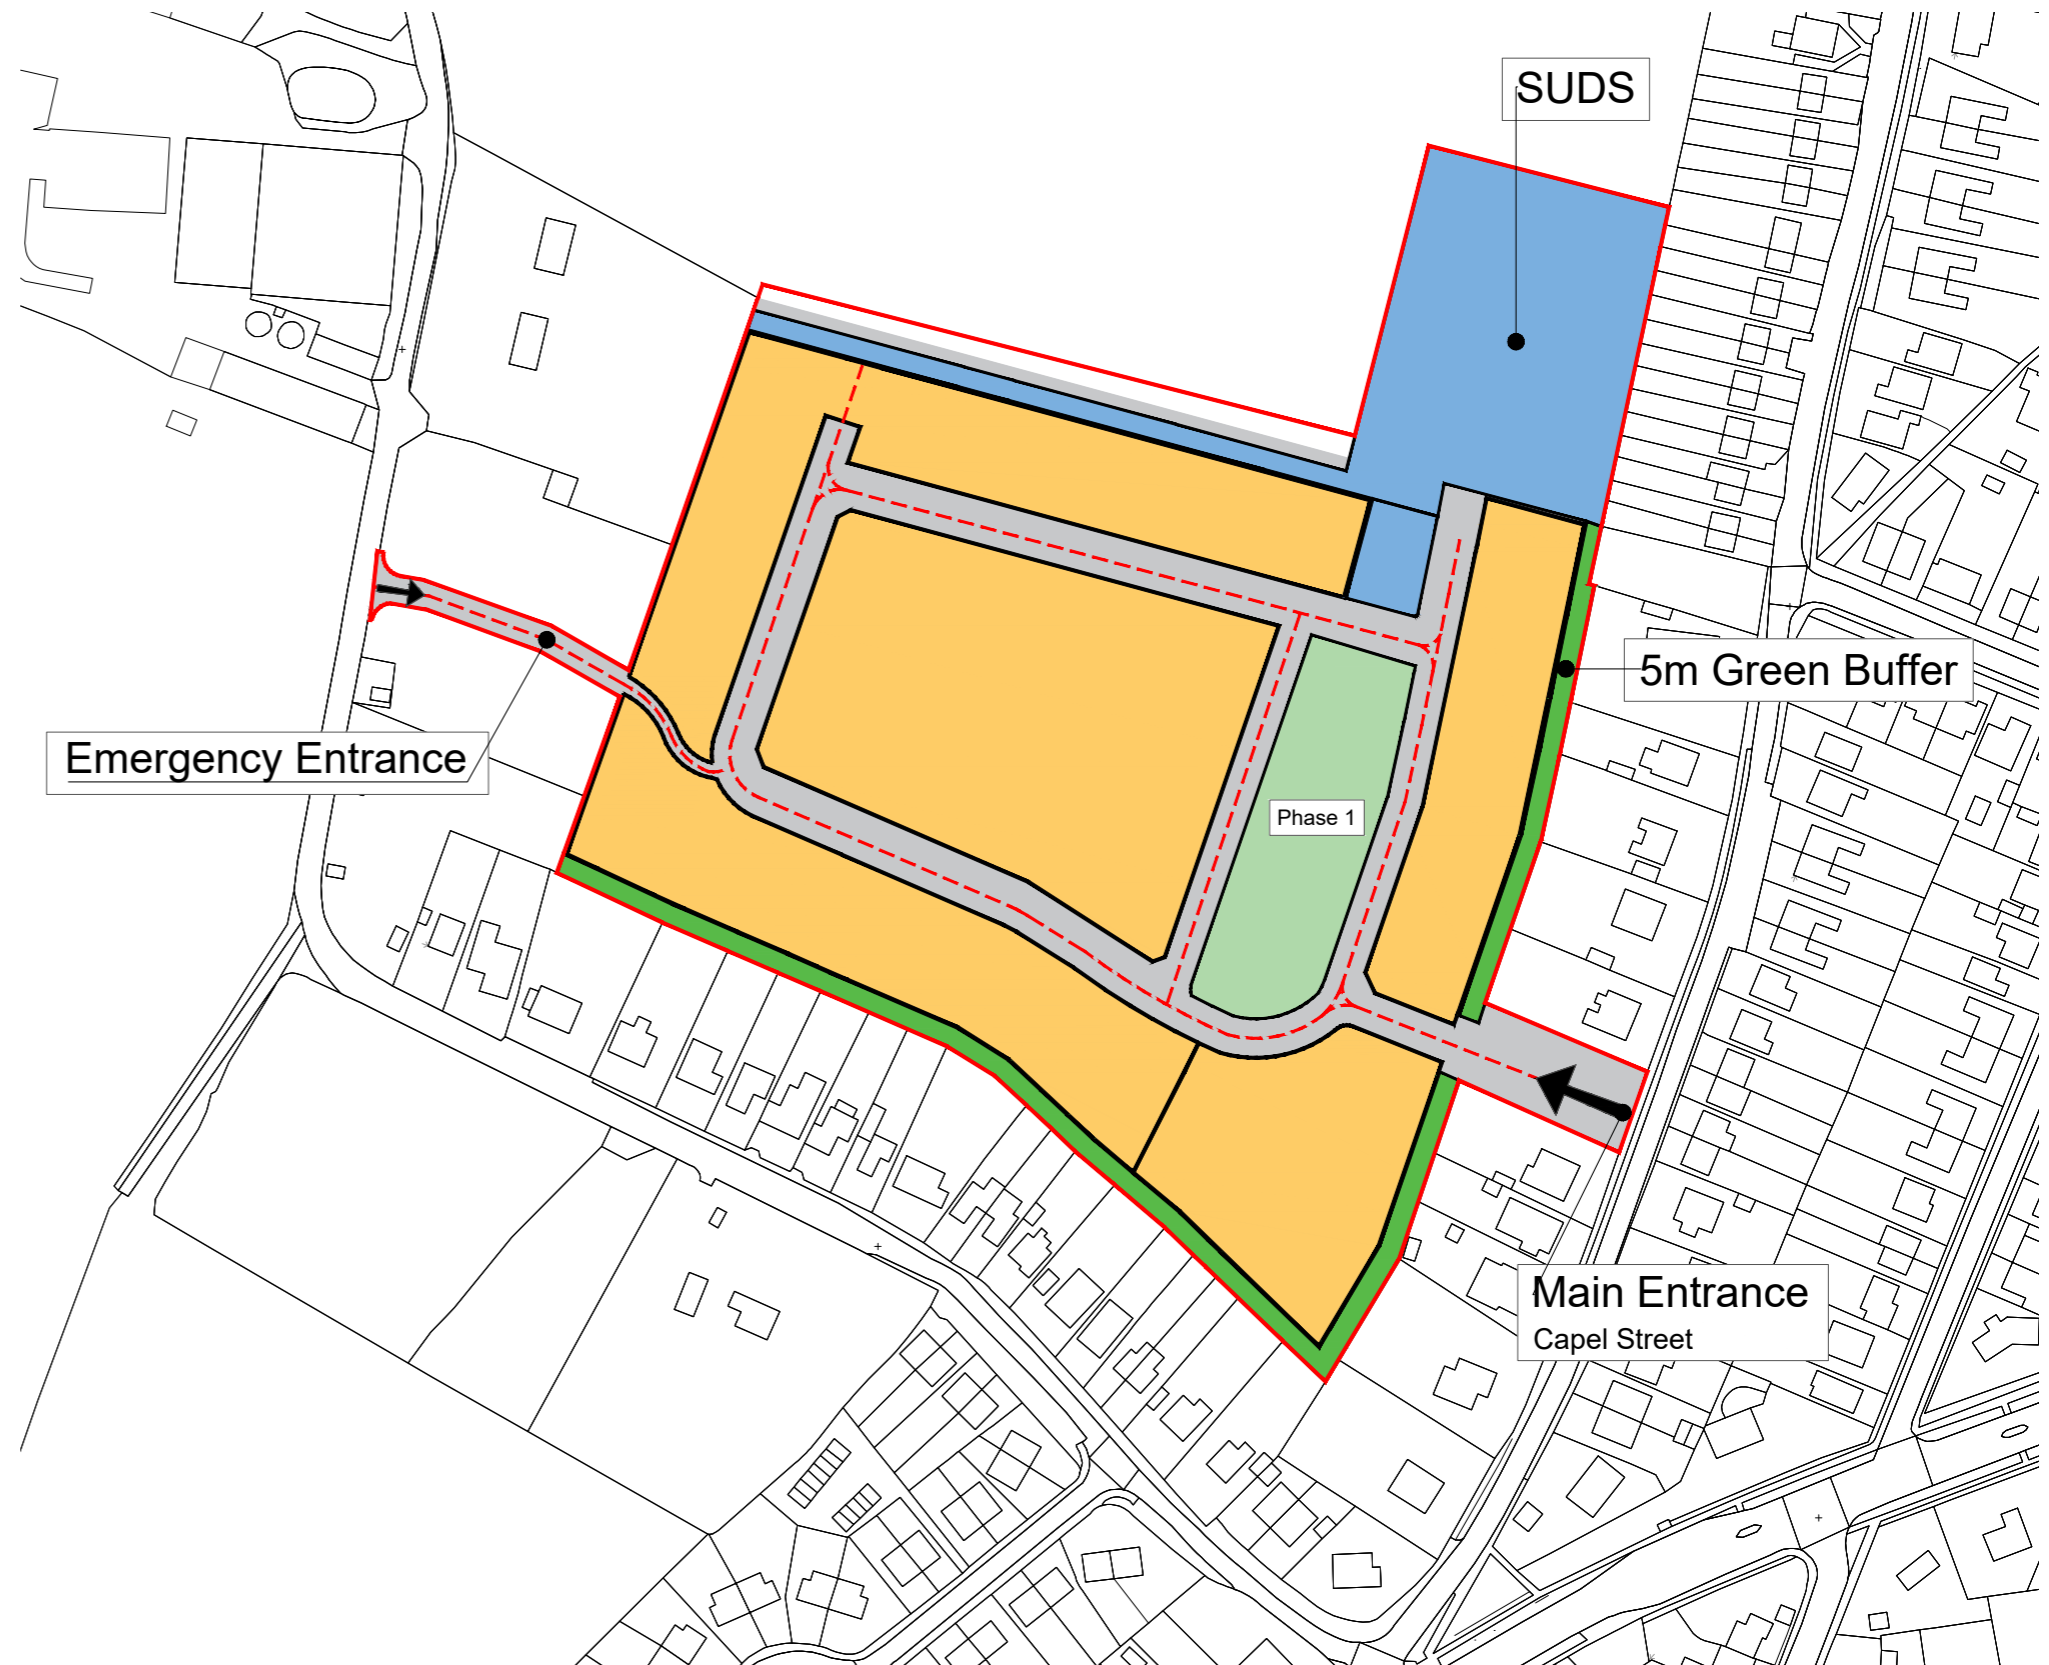 SUDS
5m Green Buffer
Emergency Entrance
Phase 1
Main Entrance
Capel Street